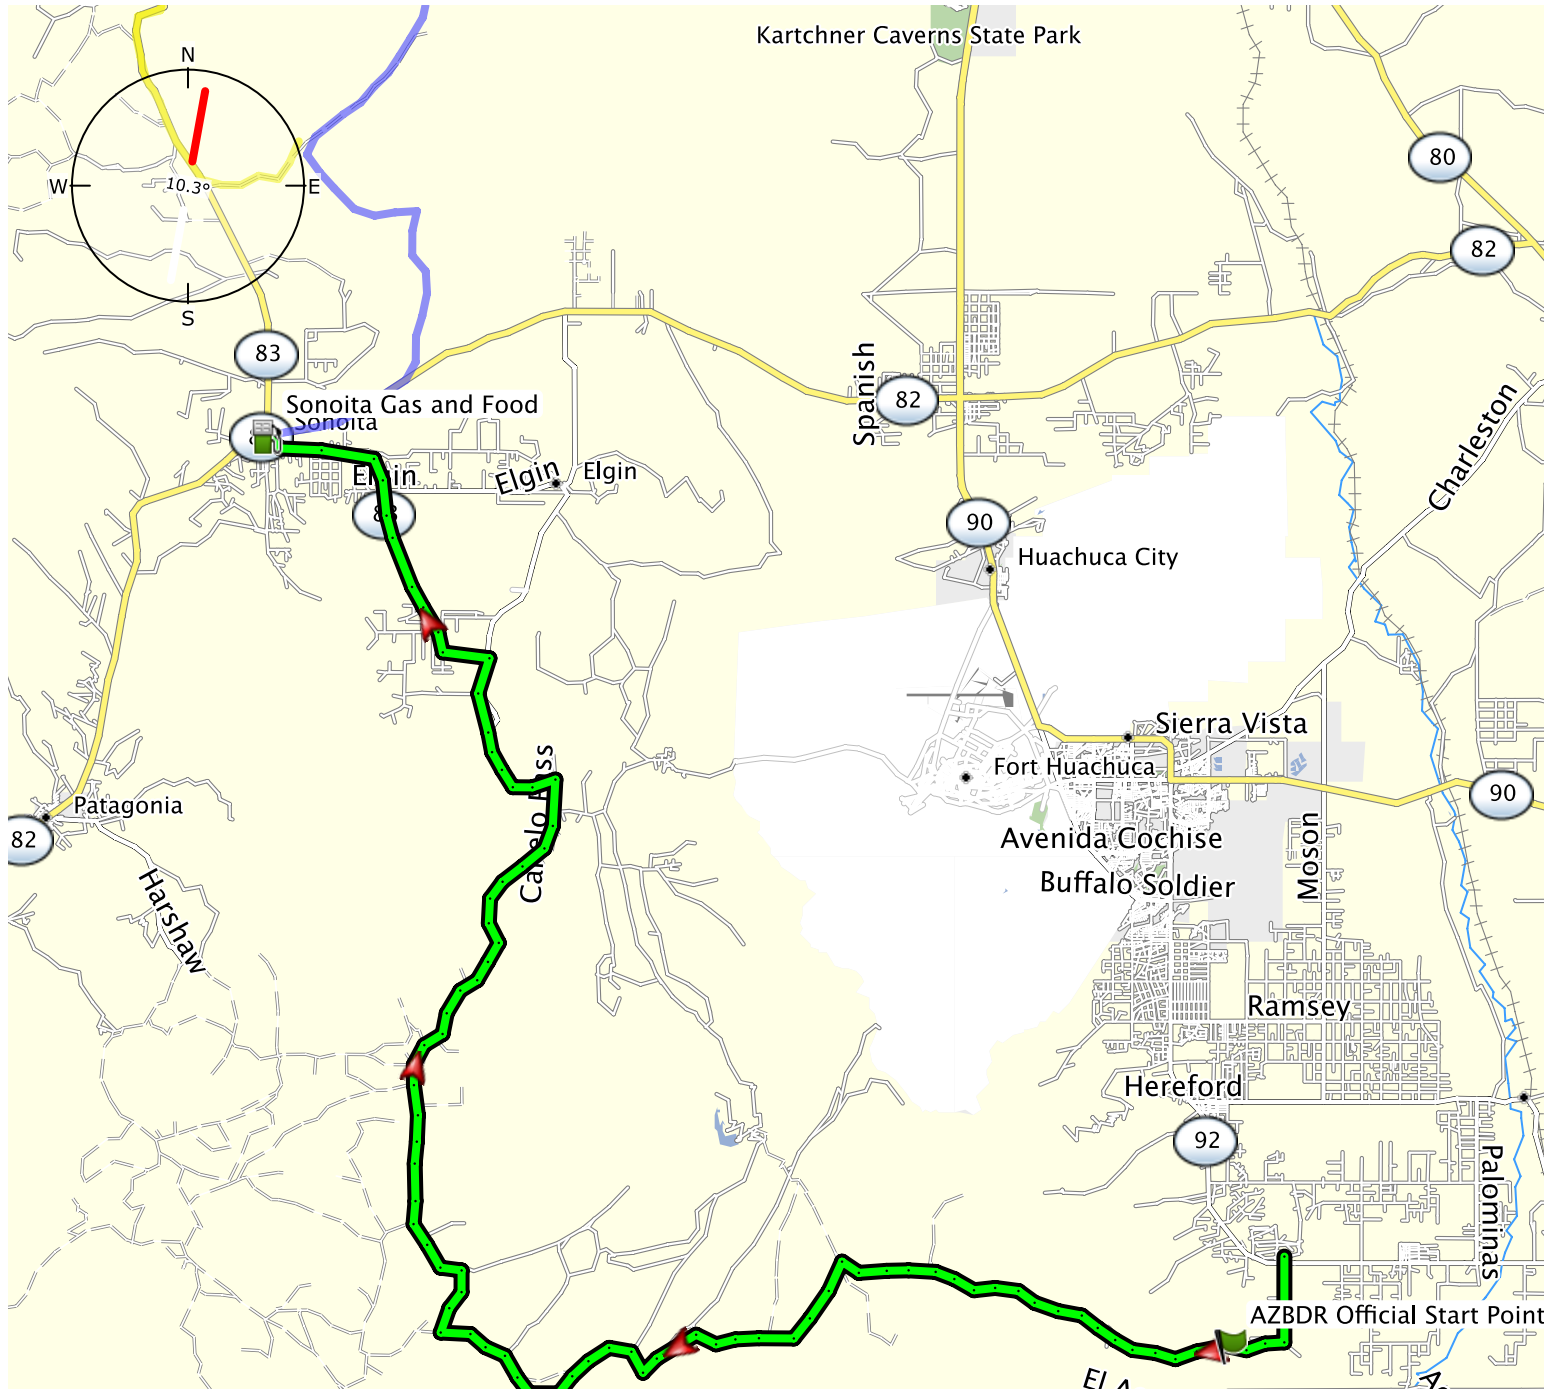 Kartchner Caverns State Park
N
80
10.3°
W
E
82
S
83
Spanish
82
Sonoita Gas and Food
Sonoita
Charleston
Elgin
Elgin
Elgin
83
90
Huachuca City
Sierra Vista
Fort Huachuca
90
Patagonia
82
Avenida Cochise
Moson
Buffalo Soldier
Harshaw
Ramsey
Hereford
92
Palominas
AZBDR Official Start Point